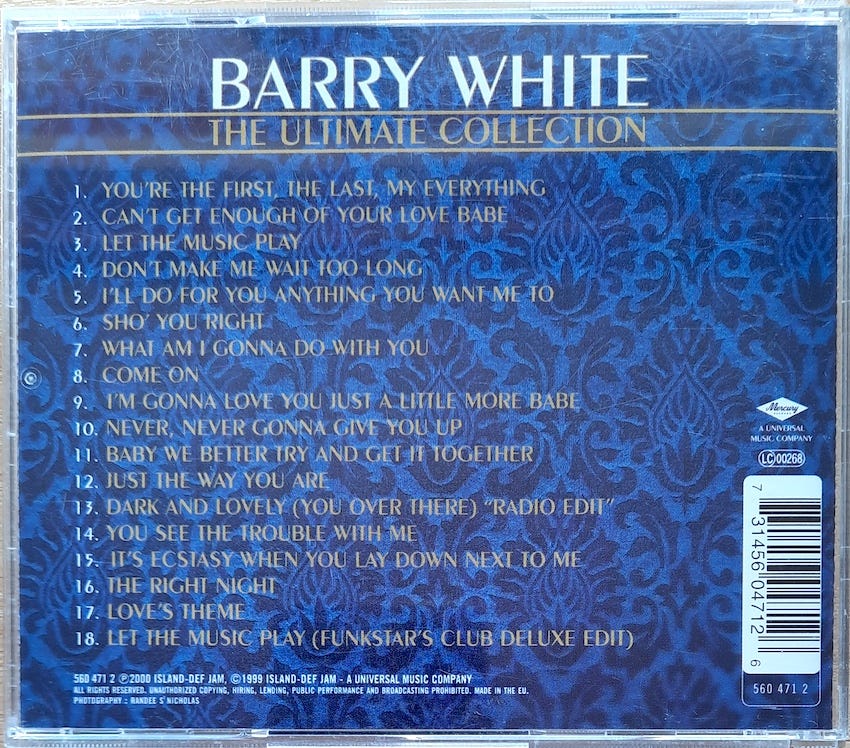 BARRY WHITE
THE ULTIMATE COLLECTION
1. YOU'RE THE FIRST, THE LAST, MY EVERYTHING
2. CAN'T GET ENOUGH OF YOUR LOVE BABE
3. LET THE MUSIC PLAY
4. DON'T MAKE ME WAIT TOO LONG
5. I'LL DO FOR YOU ANYTHING YOU WANT ME TO
6. SHO' YOU RIGHT
7. WHAT AM I GONNA DO WITH YOU
8. COME ON
9. I'M GONNA LOVE YOU JUST A LITTLE MORE BABE
10. NEVER, NEVER GONNA GIVE YOU UP
11. BABY WE BETTER TRY AND GET IT TOGETHER
12. JUST THE WAY YOU ARE
13. DARK AND LOVELY (YOU OVER THERE) "RADIO EDIT"
14. YOU SEE THE TROUBLE WITH ME
15. IT'S ECSTASY WHEN YOU LAY DOWN NEXT TO ME
16. THE RIGHT NIGHT
17. LOVE'S THEME
18. LET THE MUSIC PLAY (FUNKSTAR'S CLUB DELUXE EDIT)
Mercury
RECORDS
A UNIVERSAL
MUSIC COMPANY
LC 00268
7 31456 04712 6
560 471 2
560 471 2 ℗2000 ISLAND-DEF JAM, ©1999 ISLAND-DEF JAM - A UNIVERSAL MUSIC COMPANY
ALL RIGHTS RESERVED. UNAUTHORIZED COPYING, HIRING, LENDING, PUBLIC PERFORMANCE AND BROADCASTING PROHIBITED. MADE IN THE EU.
PHOTOGRAPHY : RANDEE S' NICHOLAS